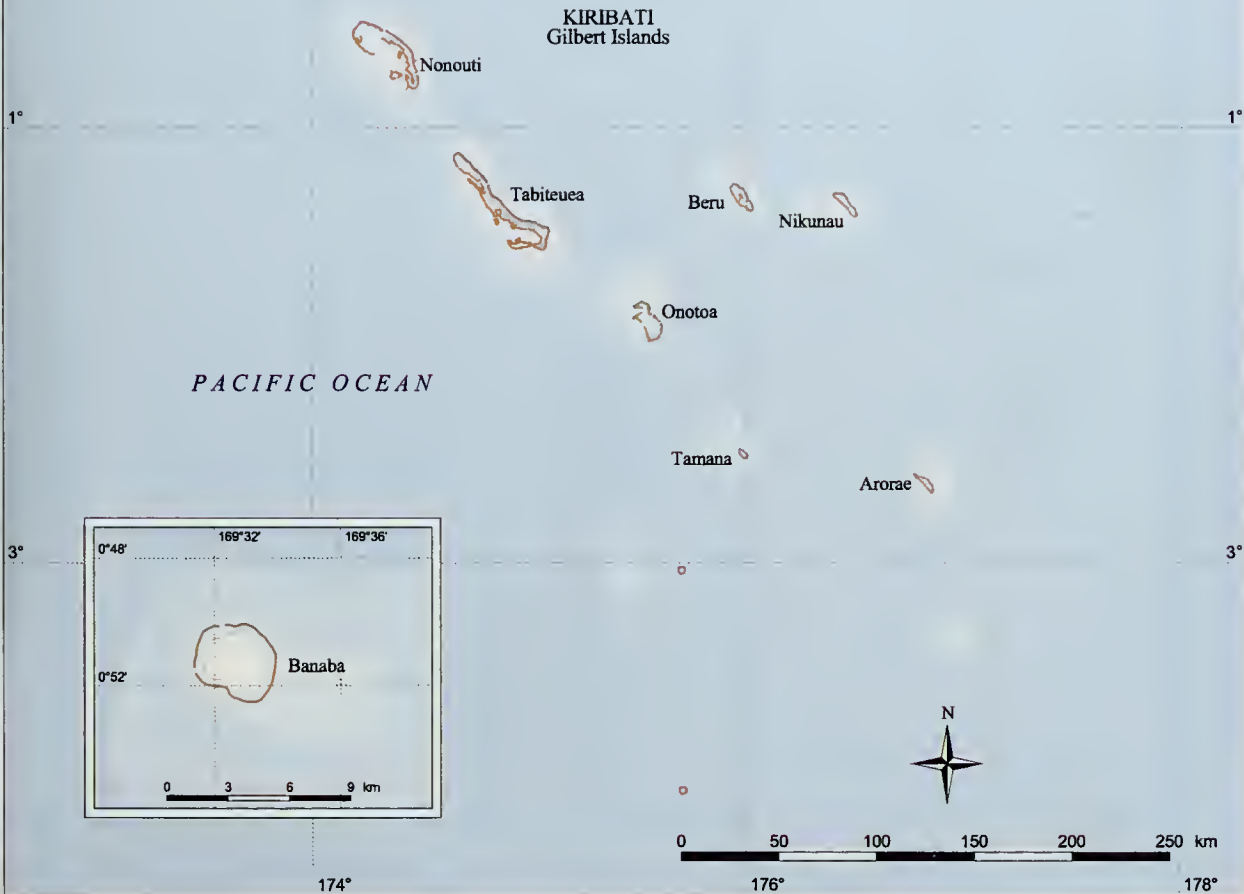 KIRIBATI
Gilbert Islands
Nonouti
1°
1°
Tabiteuea
Beru
Nikunau
Onotoa
PACIFIC OCEAN
Tamana
Arorae
3°
3°
169°32'
169°36'
0°48'
Banaba
0°52'
0 3 6 9 km
N
0 50 100 150 200 250 km
174°
176°
178°